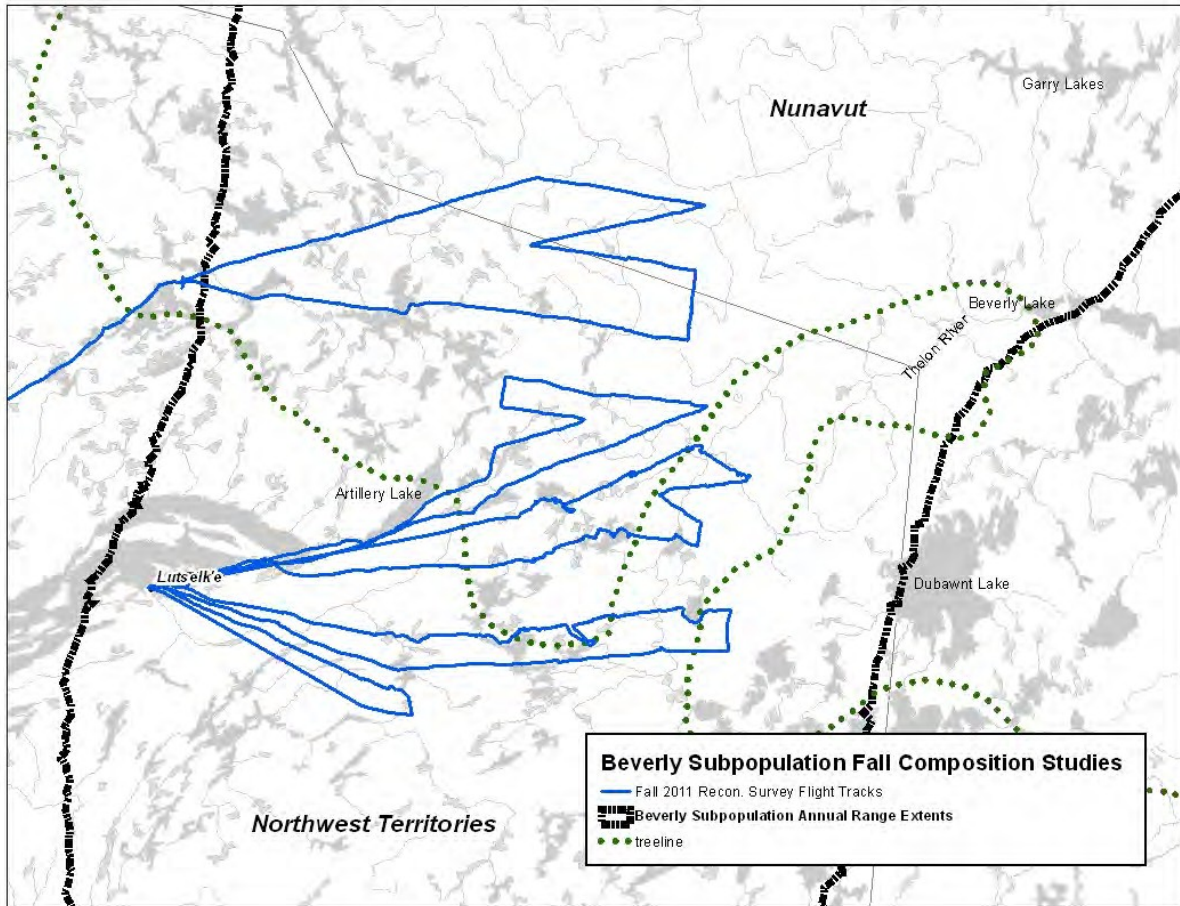 Garry Lakes
Nunavut
Beverly Lake
Thelon River
Artillery Lake
Lutselk'e
Dubawnt Lake
Northwest Territories
Beverly Subpopulation Fall Composition Studies
Fall 2011 Recon. Survey Flight Tracks
Beverly Subpopulation Annual Range Extents
treeline